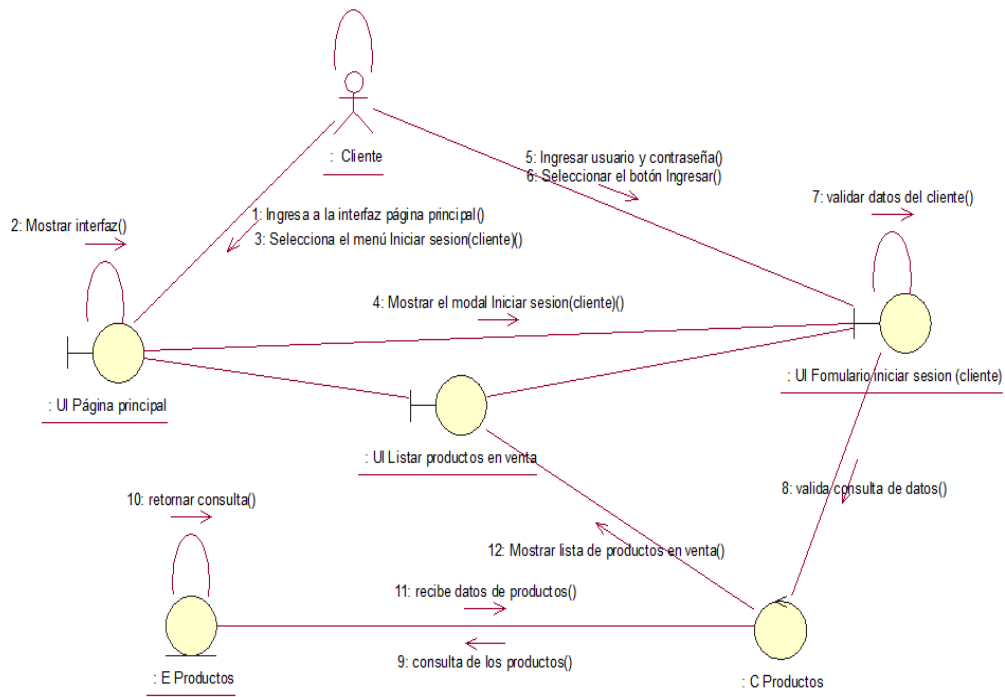 : Cliente
5: Ingresar usuario y contraseña()
6: Seleccionar el botón Ingresar()
7: validar datos del cliente()
2: Mostrar interfaz()
1: Ingresa a la interfaz página principal()
3: Selecciona el menú Iniciar sesion(cliente)()
4: Mostrar el modal Iniciar sesion(cliente)()
: UI Fomulario iniciar sesion (cliente)
: UI Página principal
: UI Listar productos en venta
8: valida consulta de datos()
10: retornar consulta()
12: Mostrar lista de productos en venta()
11: recibe datos de productos()
9: consulta de los productos()
: E Productos
: C Productos